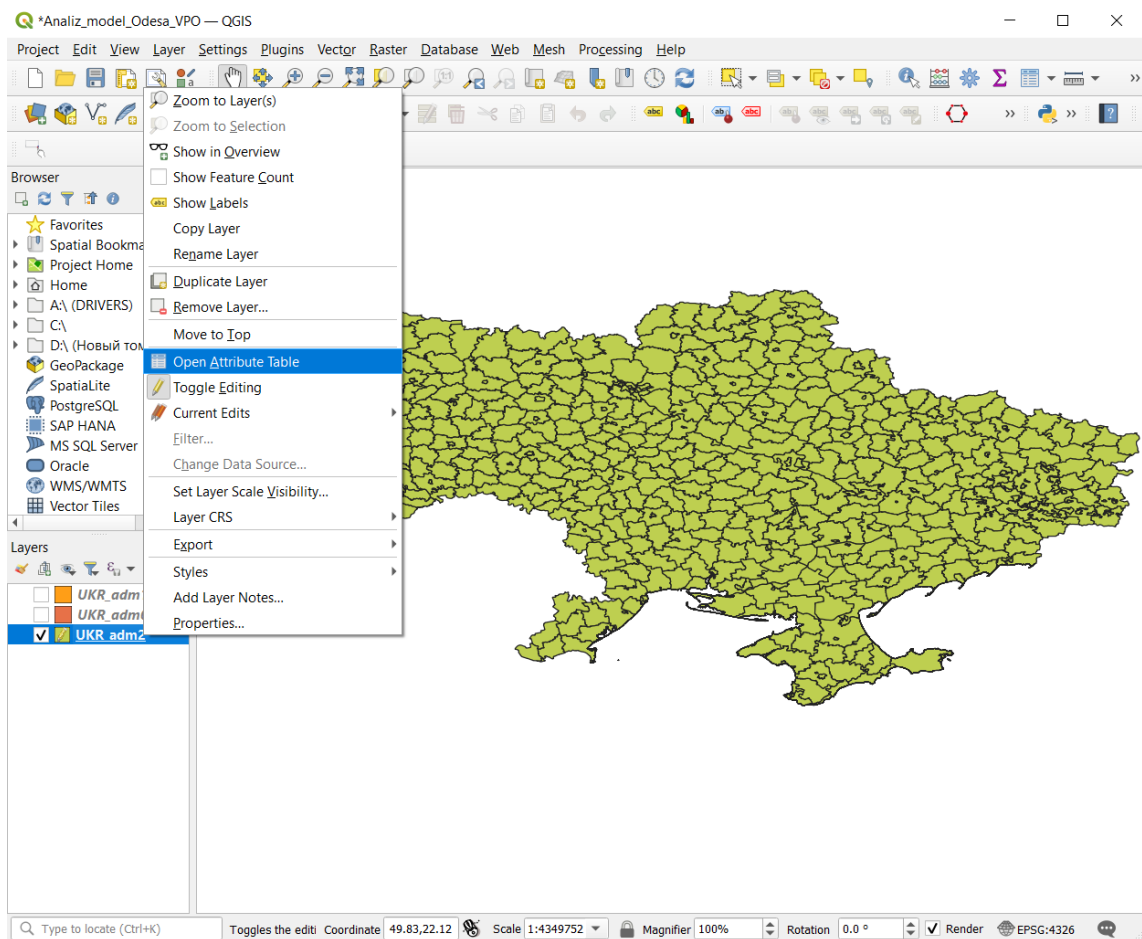 *Analiz_model_Odesa_VPO — QGIS
Project Edit View Layer Settings Plugins Vector Raster Database Web Mesh Processing Help
Zoom to Layer(s)
Zoom to Selection
Show in Overview
Show Feature Count
Show Labels
Copy Layer
Rename Layer
Duplicate Layer
Remove Layer...
Move to Top
Open Attribute Table
Toggle Editing
Current Edits
Filter...
Change Data Source...
Set Layer Scale Visibility...
Layer CRS
Export
Styles
Add Layer Notes...
Properties...
Browser
Favorites
Spatial Bookma
Project Home
Home
A:\ (DRIVERS)
C:\
D:\ (Новый том
GeoPackage
SpatiaLite
PostgreSQL
SAP HANA
MS SQL Server
Oracle
WMS/WMTS
Vector Tiles
Layers
UKR_adm
UKR_adm
UKR_adm2
Type to locate (Ctrl+K) Toggles the editi Coordinate 49.83,22.12 Scale 1:4349752 Magnifier 100% Rotation 0.0 ° Render EPSG:4326